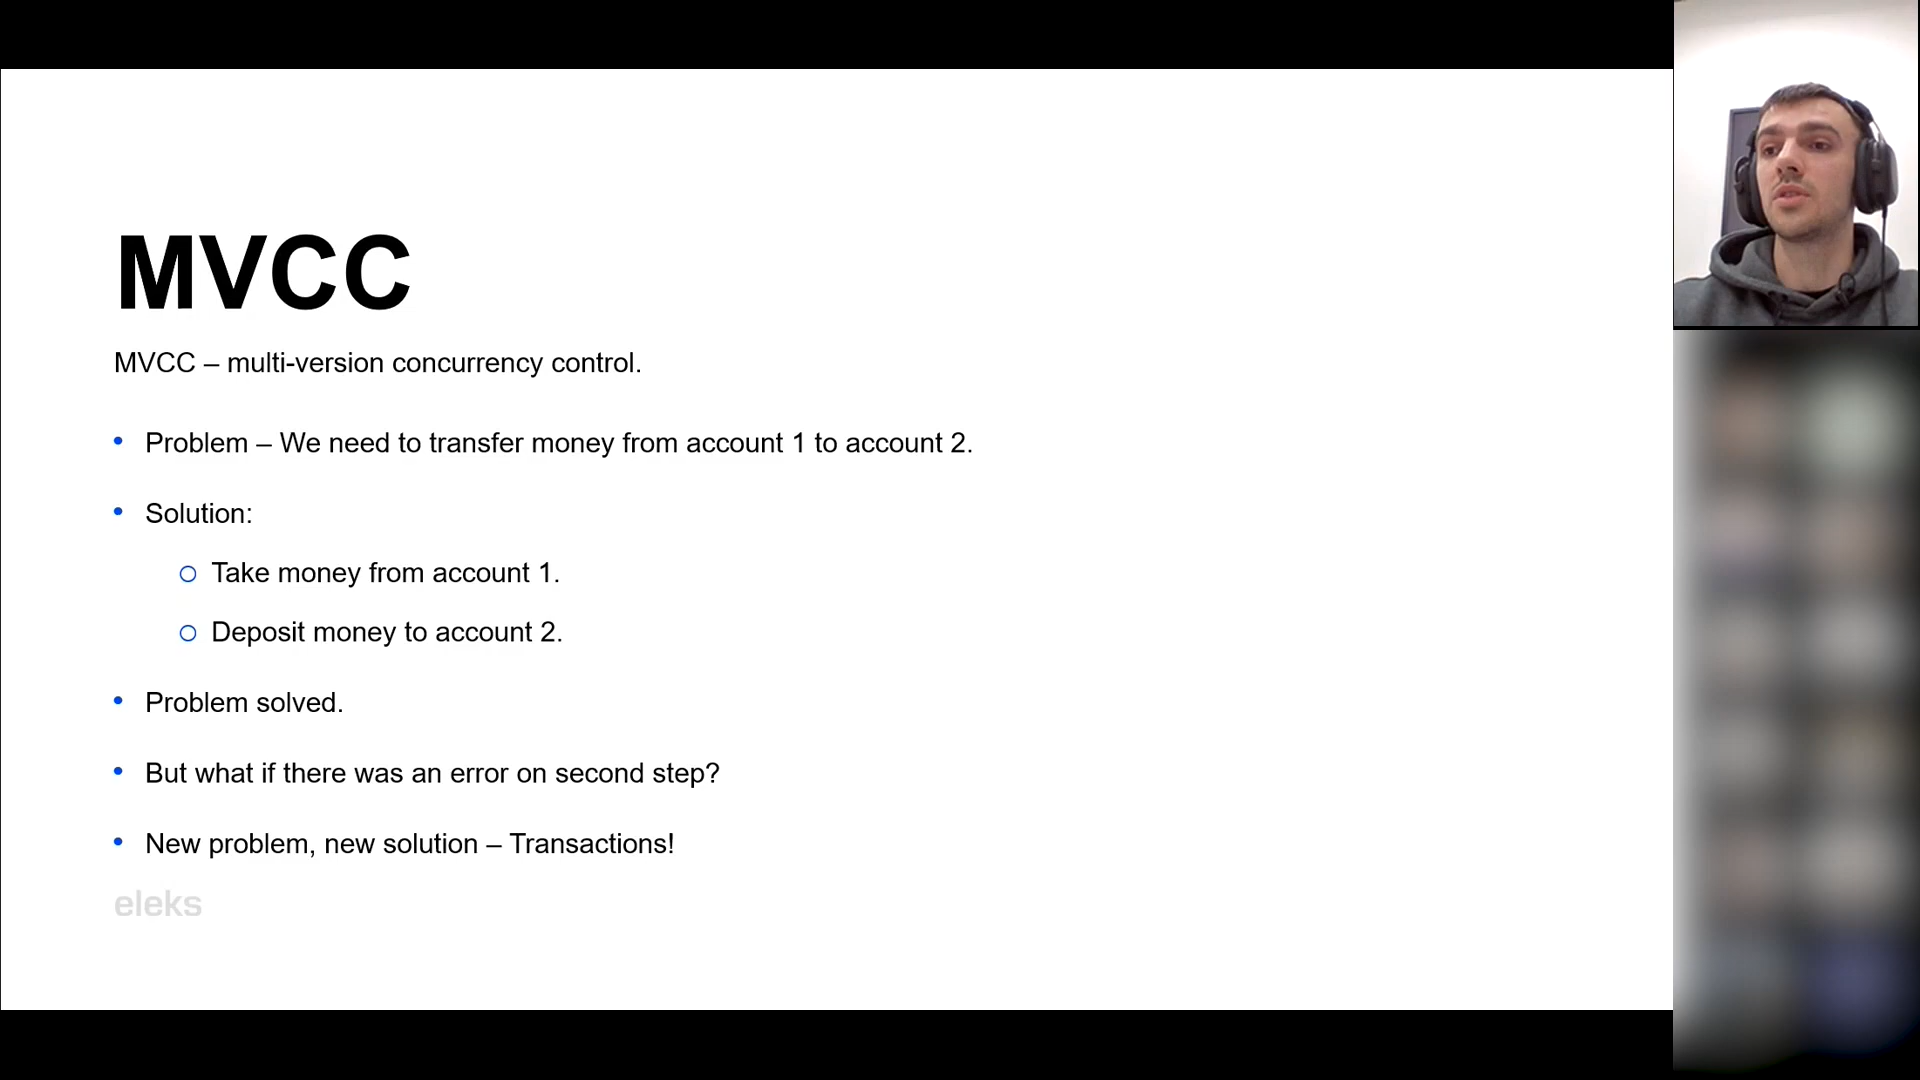 MVCC
MVCC – multi-version concurrency control.
• Problem – We need to transfer money from account 1 to account 2.
• Solution:
○ Take money from account 1.
○ Deposit money to account 2.
• Problem solved.
• But what if there was an error on second step?
• New problem, new solution – Transactions!
eleks